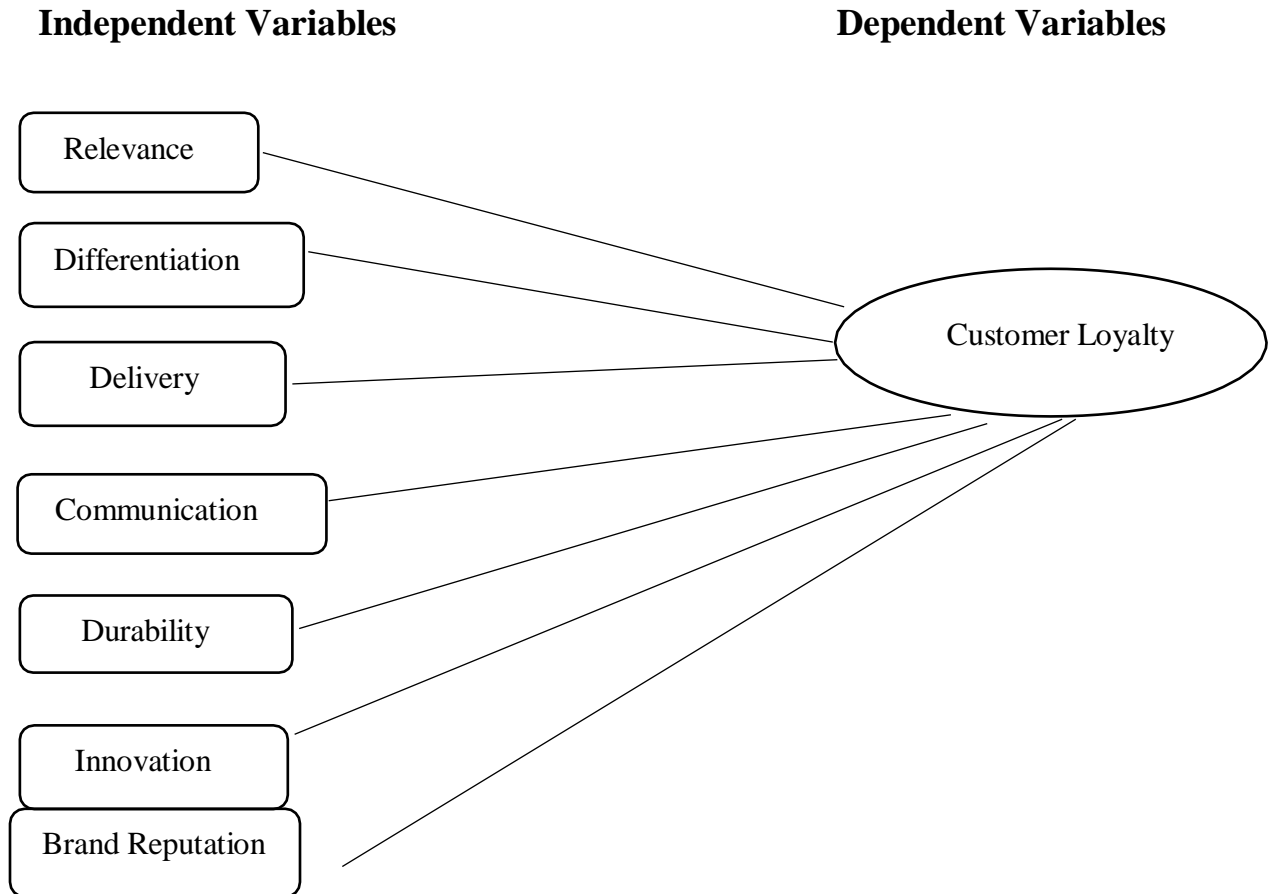 Independent Variables
Dependent Variables
Relevance
Differentiation
Delivery
Communication
Durability
Innovation
Brand Reputation
Customer Loyalty